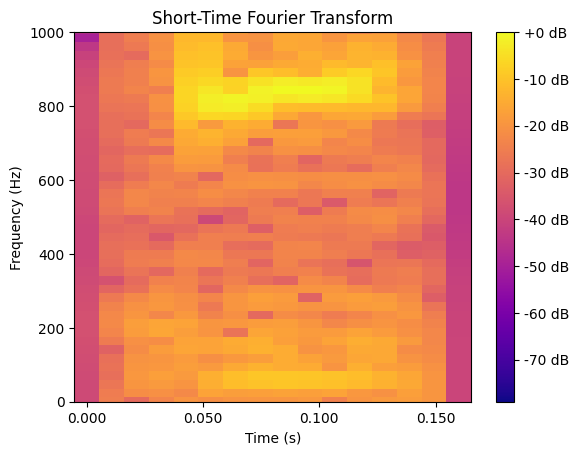 Short-Time Fourier Transform
1000
800
600
400
200
0
Frequency (Hz)
0.000
0.050
0.100
0.150
Time (s)
+0 dB
-10 dB
-20 dB
-30 dB
-40 dB
-50 dB
-60 dB
-70 dB